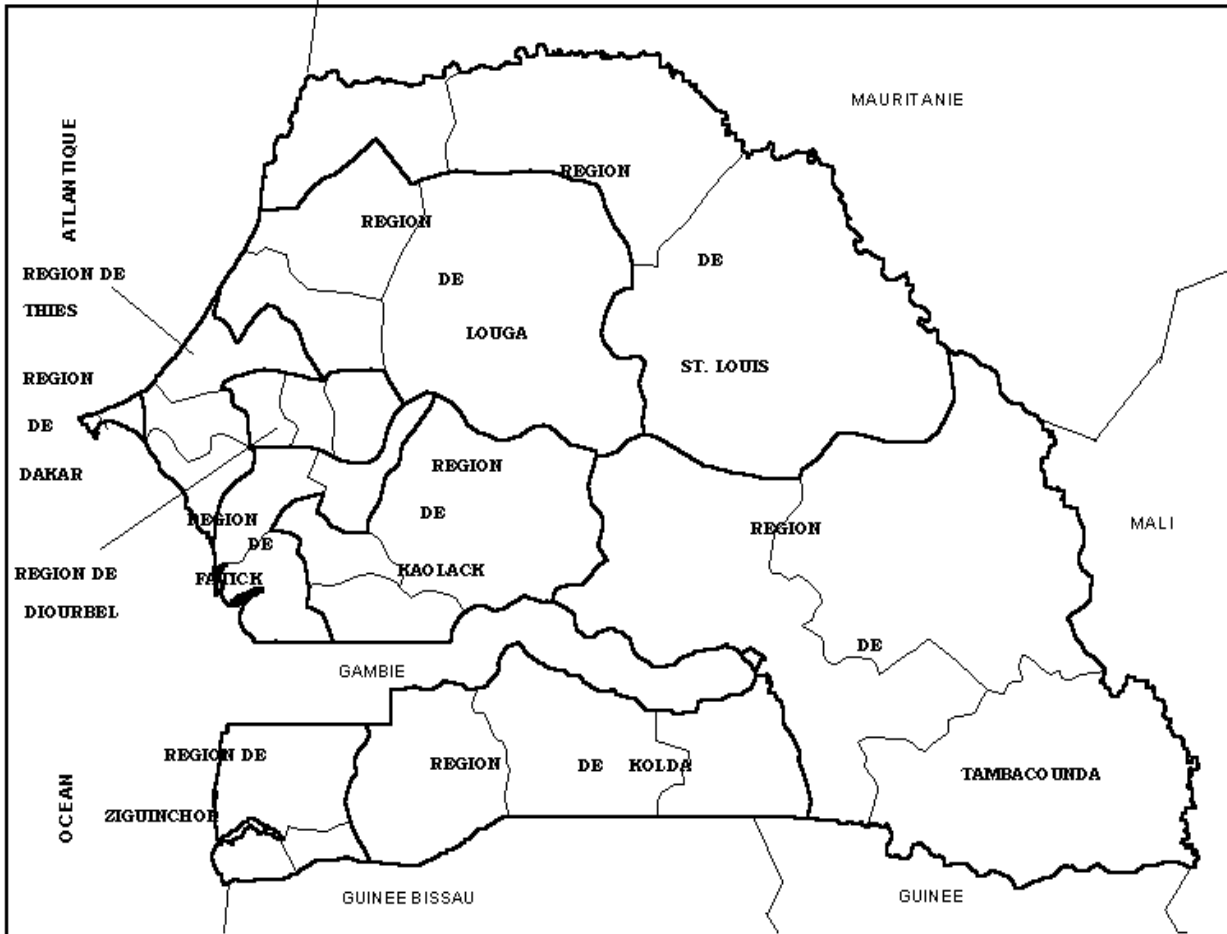 MAURITANIE
ATLANTIQUE
REGION
DE
ST. LOUIS
REGION
DE
LOUGA
REGION DE
THIES
REGION
DE
DAKAR
REGION
DE
KAOLACK
REGION
DE
FATICK
REGION DE
DIOURBEL
REGION
DE
TAMBACOUNDA
MALI
GAMBIE
REGION DE
ZIGUINCHOR
REGION DE KOLDA
OCEAN
GUINEE BISSAU
GUINEE